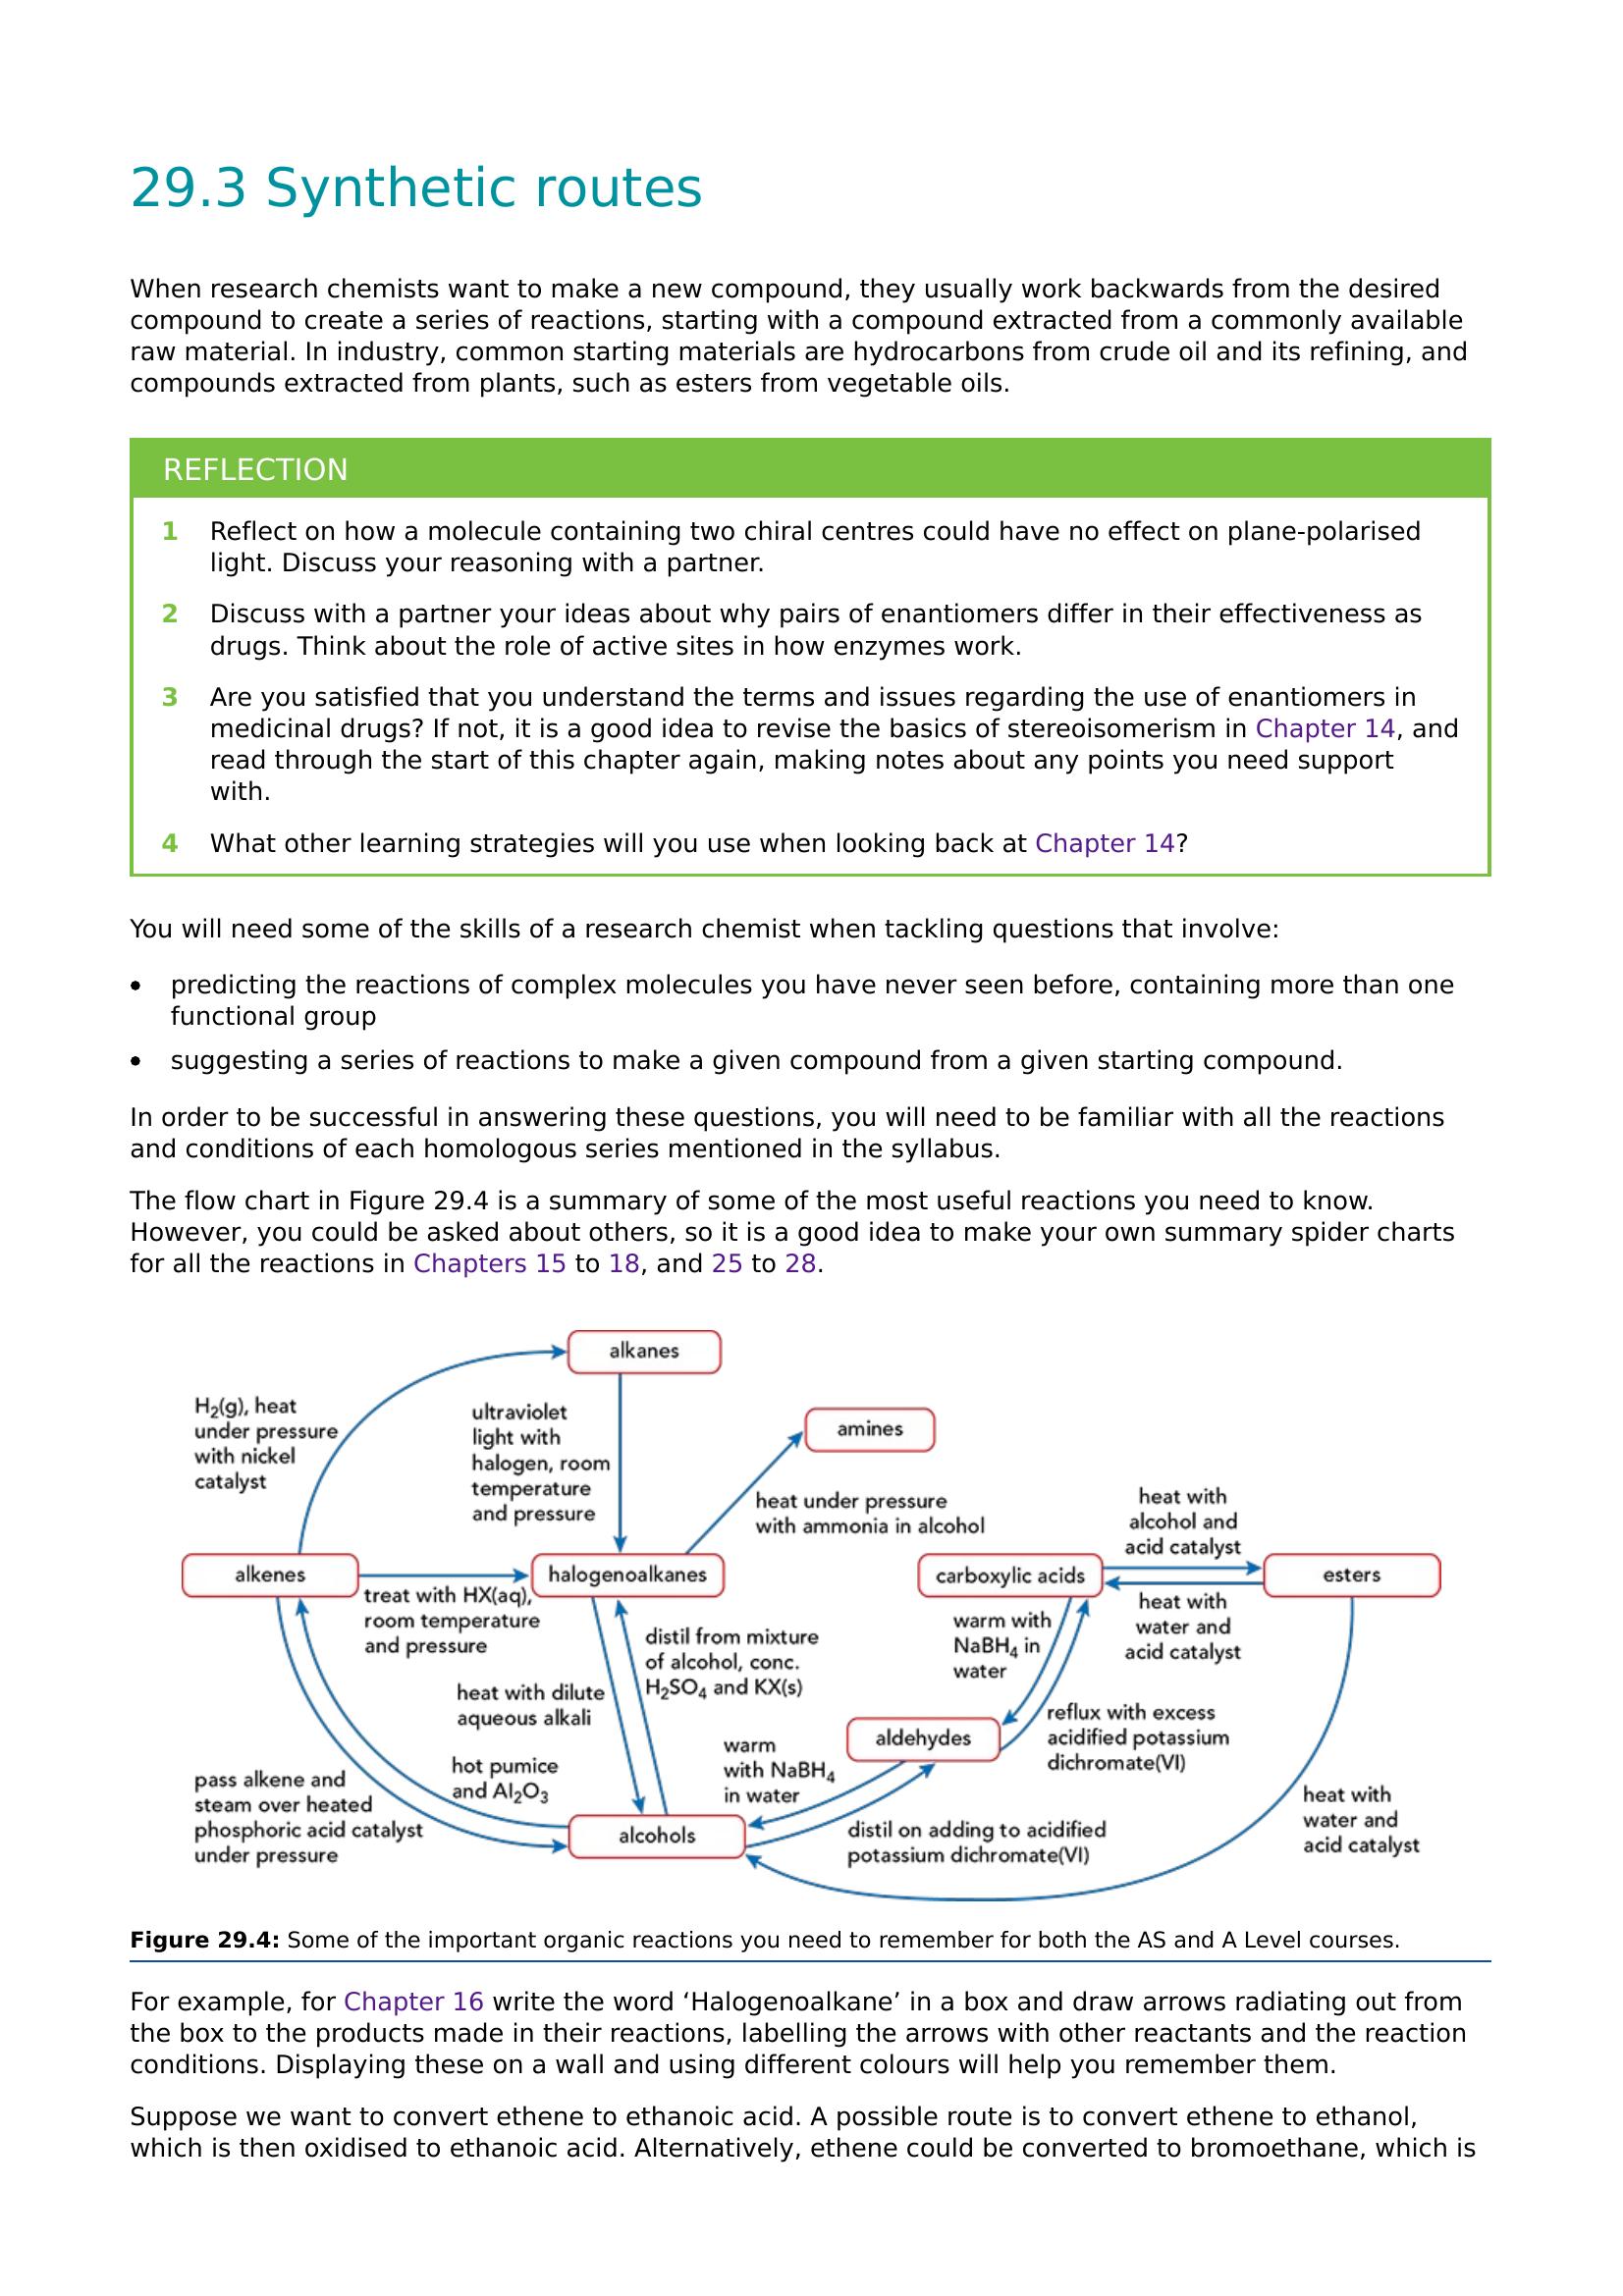 29.3 Synthetic routes
When research chemists want to make a new compound, they usually work backwards from the desired
compound to create a series of reactions, starting with a compound extracted from a commonly available
raw material. In industry, common starting materials are hydrocarbons from crude oil and its refining, and
compounds extracted from plants, such as esters from vegetable oils.
REFLECTION
1 Reflect on how a molecule containing two chiral centres could have no effect on plane-polarised
light. Discuss your reasoning with a partner.
2 Discuss with a partner your ideas about why pairs of enantiomers differ in their effectiveness as
drugs. Think about the role of active sites in how enzymes work.
3 Are you satisfied that you understand the terms and issues regarding the use of enantiomers in
medicinal drugs? If not, it is a good idea to revise the basics of stereoisomerism in Chapter 14, and
read through the start of this chapter again, making notes about any points you need support
with.
4 What other learning strategies will you use when looking back at Chapter 14?
You will need some of the skills of a research chemist when tackling questions that involve:
• predicting the reactions of complex molecules you have never seen before, containing more than one
functional group
• suggesting a series of reactions to make a given compound from a given starting compound.
In order to be successful in answering these questions, you will need to be familiar with all the reactions
and conditions of each homologous series mentioned in the syllabus.
The flow chart in Figure 29.4 is a summary of some of the most useful reactions you need to know.
However, you could be asked about others, so it is a good idea to make your own summary spider charts
for all the reactions in Chapters 15 to 18, and 25 to 28.
alkanes
H₂(g), heat
under pressure
with nickel
catalyst
ultraviolet
light with
halogen, room
temperature
and pressure
amines
heat under pressure
with ammonia in alcohol
heat with
alcohol and
acid catalyst
alkenes
halogenoalkanes
carboxylic acids
esters
treat with HX(aq),
room temperature
and pressure
distil from mixture
of alcohol, conc.
H₂SO₄ and KX(s)
warm with
NaBH₄ in
water
heat with
water and
acid catalyst
heat with dilute
aqueous alkali
aldehydes
reflux with excess
acidified potassium
dichromate(VI)
hot pumice
and Al₂O₃
warm
with NaBH₄
in water
pass alkene and
steam over heated
phosphoric acid catalyst
under pressure
alcohols
distil on adding to acidified
potassium dichromate(VI)
heat with
water and
acid catalyst
Figure 29.4: Some of the important organic reactions you need to remember for both the AS and A Level courses.
For example, for Chapter 16 write the word ‘Halogenoalkane’ in a box and draw arrows radiating out from
the box to the products made in their reactions, labelling the arrows with other reactants and the reaction
conditions. Displaying these on a wall and using different colours will help you remember them.
Suppose we want to convert ethene to ethanoic acid. A possible route is to convert ethene to ethanol,
which is then oxidised to ethanoic acid. Alternatively, ethene could be converted to bromoethane, which is